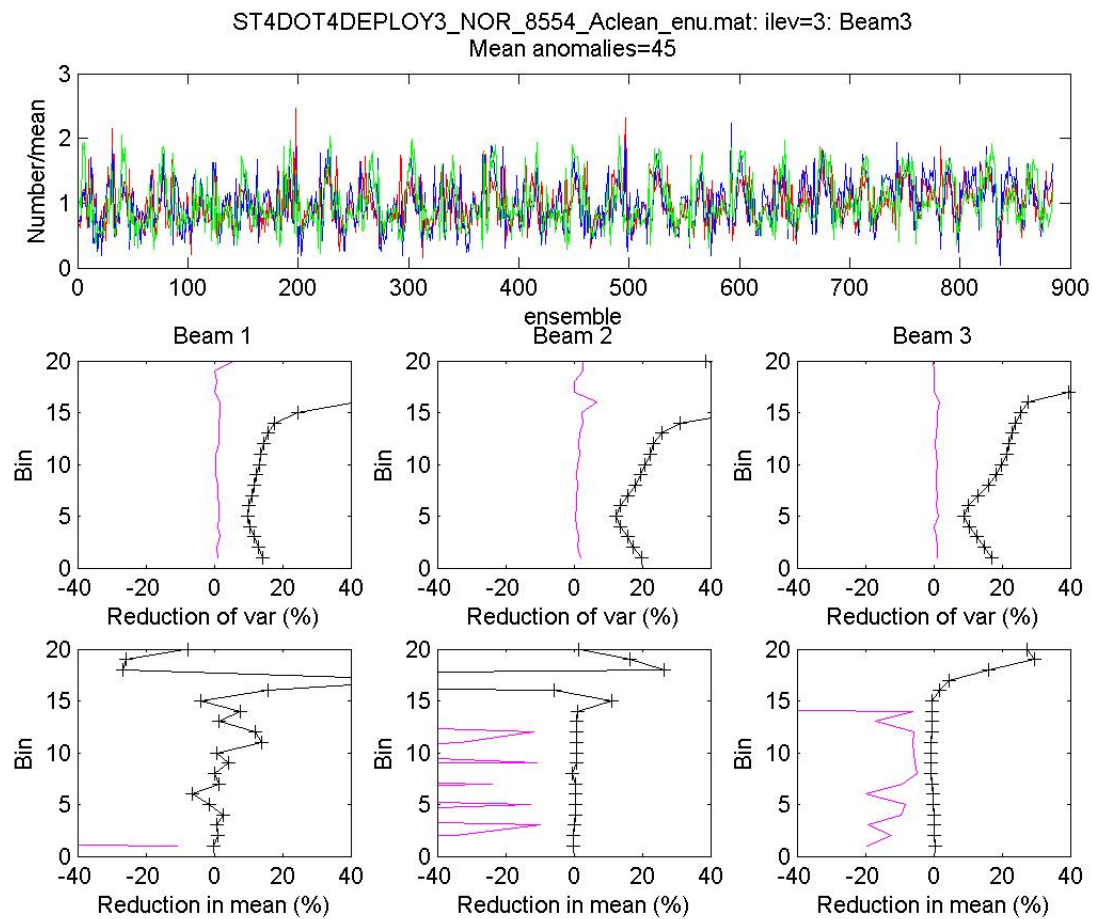 ST4DOT4DEPLOY3_NOR_8554_Aclean_enu.mat: ilev=3: Beam3
Mean anomalies=45
Number/mean
3
2
1
0
0 100 200 300 400 500 600 700 800 900
ensemble
Beam 1 Beam 2 Beam 3
Bin Bin Bin
20 20 20
15 15 15
10 10 10
5 5 5
0 0 0
-40 -20 0 20 40 -40 -20 0 20 40 -40 -20 0 20 40
Reduction of var (%) Reduction of var (%) Reduction of var (%)
Bin Bin Bin
20 20 20
15 15 15
10 10 10
5 5 5
0 0 0
-40 -20 0 20 40 -40 -20 0 20 40 -40 -20 0 20 40
Reduction in mean (%) Reduction in mean (%) Reduction in mean (%)